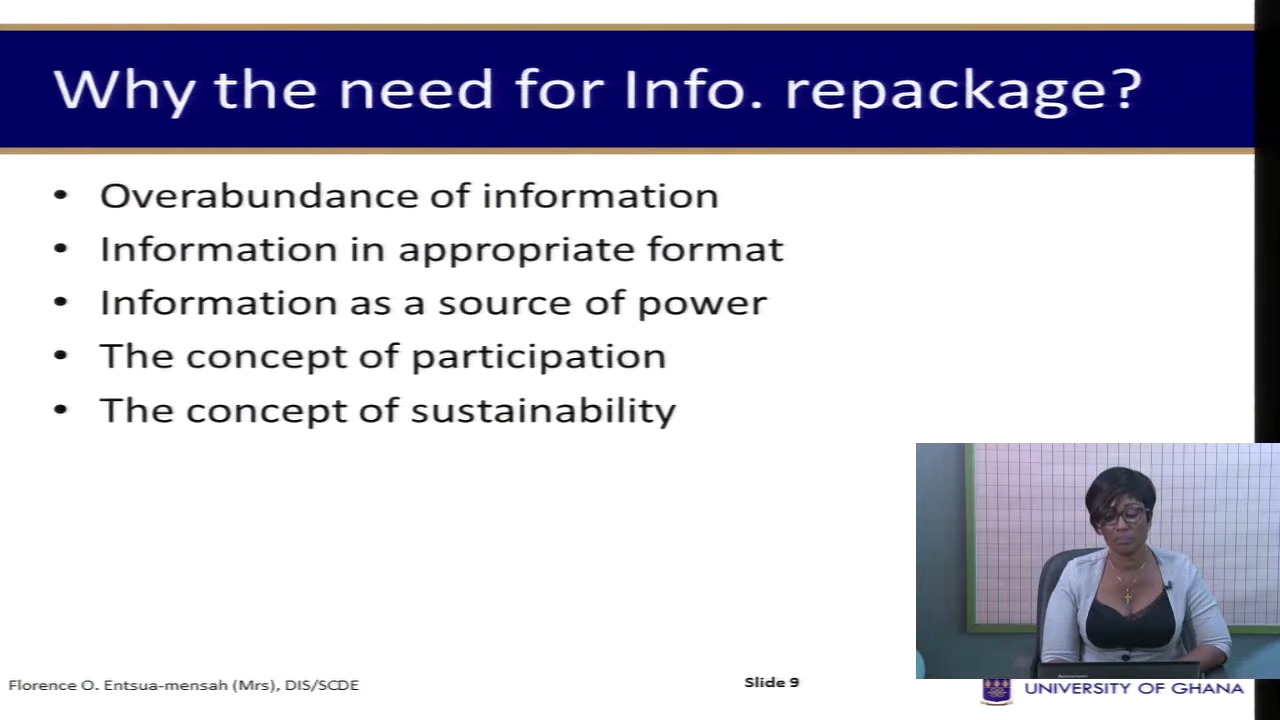 Why the need for Info. repackage?
• Overabundance of information
• Information in appropriate format
• Information as a source of power
• The concept of participation
• The concept of sustainability
Florence O. Entsua-mensah (Mrs), DIS/SCDE
Slide 9
UNIVERSITY OF GHANA